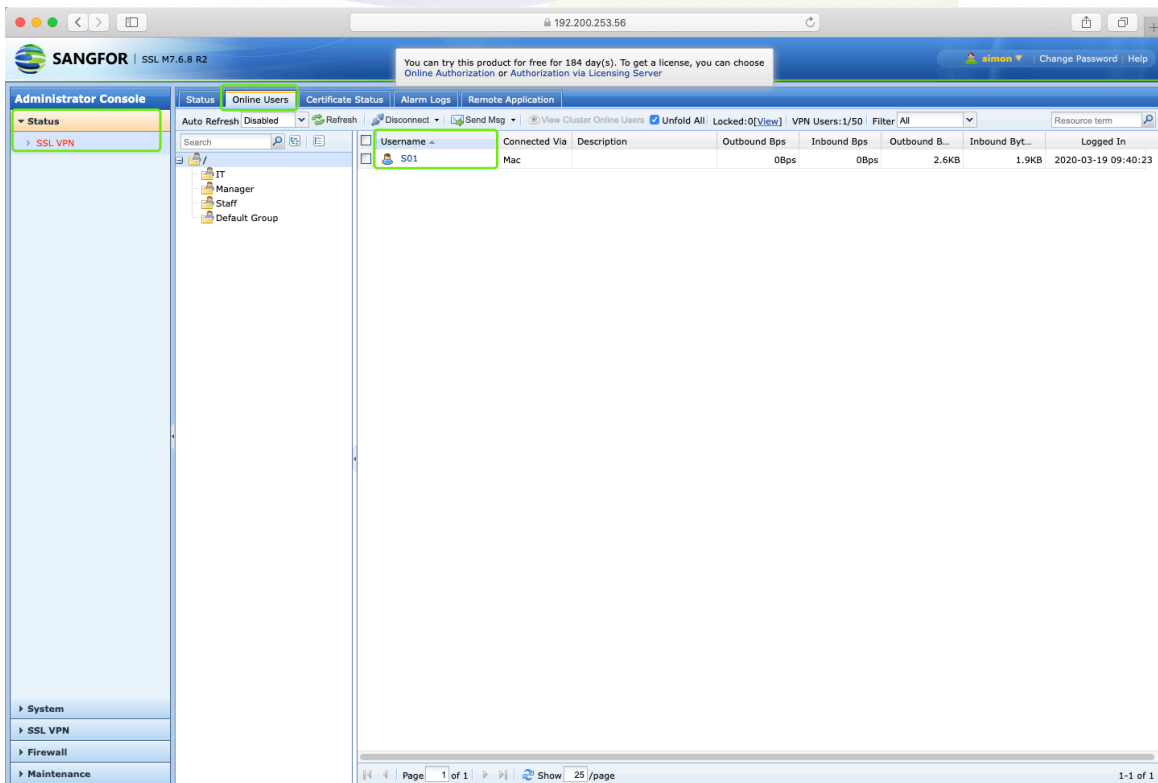 192.200.253.56
SANGFOR | SSL M7.6.8 R2
You can try this product for free for 184 day(s). To get a license, you can choose
Online Authorization or Authorization via Licensing Server
simon | Change Password | Help
Administrator Console
Status Online Users Certificate Status Alarm Logs Remote Application
Status
Auto Refresh Disabled Refresh Disconnect Send Msg View Cluster Online Users Unfold All Locked:0[View] VPN Users:1/50 Filter All Resource term
SSL VPN
Search
Username Connected Via Description Outbound Bps Inbound Bps Outbound B... Inbound Byt... Logged In
/
S01 Mac 0Bps 0Bps 2.6KB 1.9KB 2020-03-19 09:40:23
IT
Manager
Staff
Default Group
System
SSL VPN
Firewall
Maintenance
Page 1 of 1 Show 25 /page 1-1 of 1